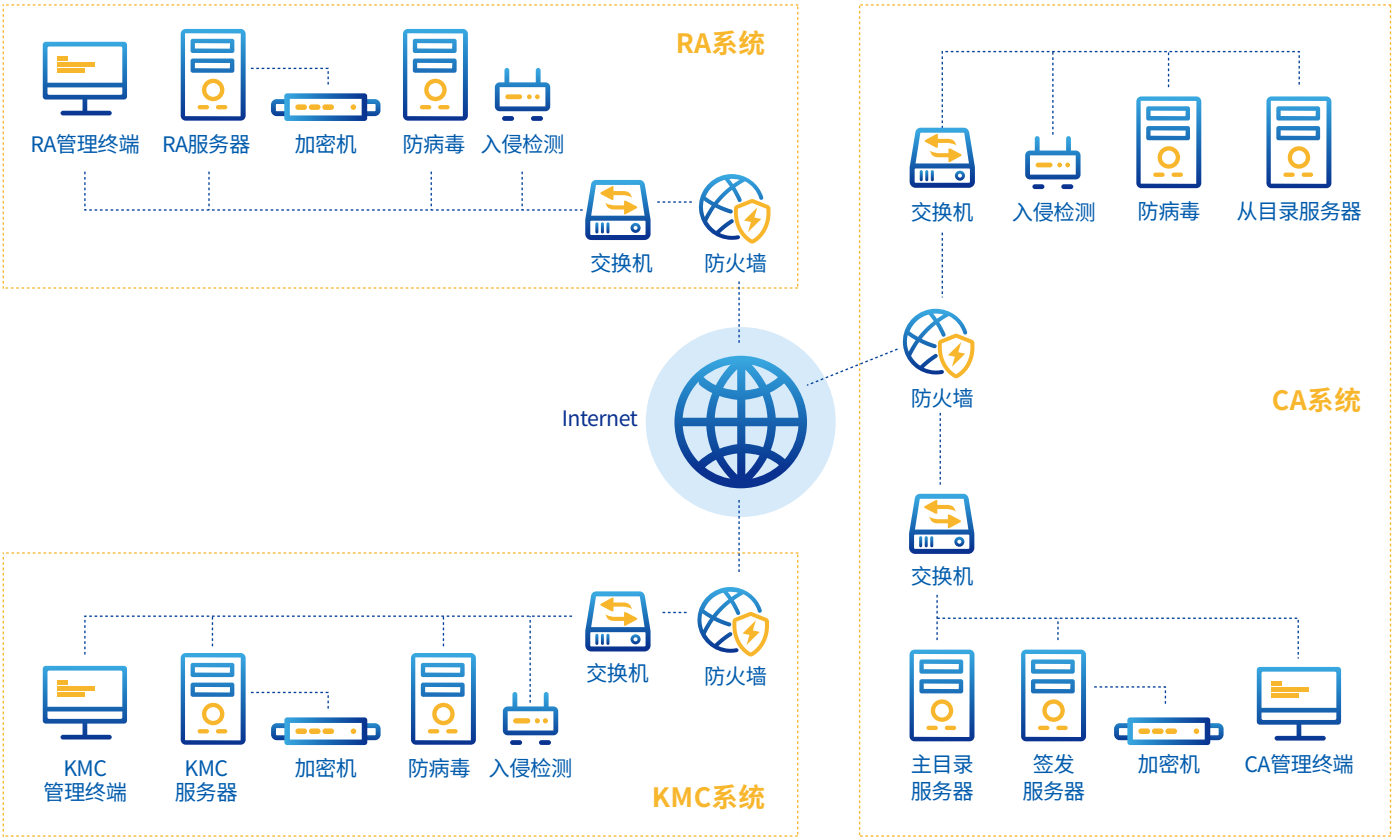 RA系统
RA管理终端
RA服务器
加密机
防病毒
入侵检测
交换机
防火墙
Internet
交换机
入侵检测
防病毒
从目录服务器
防火墙
CA系统
交换机
主目录
服务器
签发
服务器
加密机
CA管理终端
交换机
防火墙
KMC
管理终端
KMC
服务器
加密机
防病毒
入侵检测
KMC系统